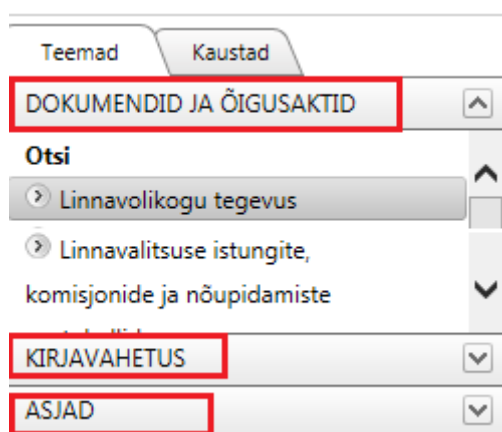 Teemad
Kaustad
DOKUMENDID JA ÕIGUSAKTID
Otsi
Linnavolikogu tegevus
Linnavalitsuse istungite,
komisjonide ja nõupidamiste
KIRJAVAHETUS
ASJAD